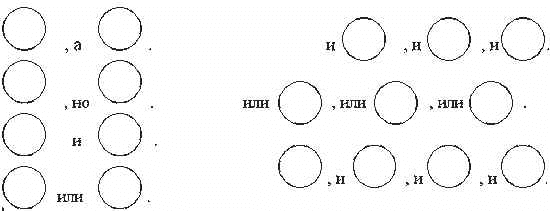 , а .
, но .
и .
или .
и , и , и .
или , или , или .
, и , и , и .